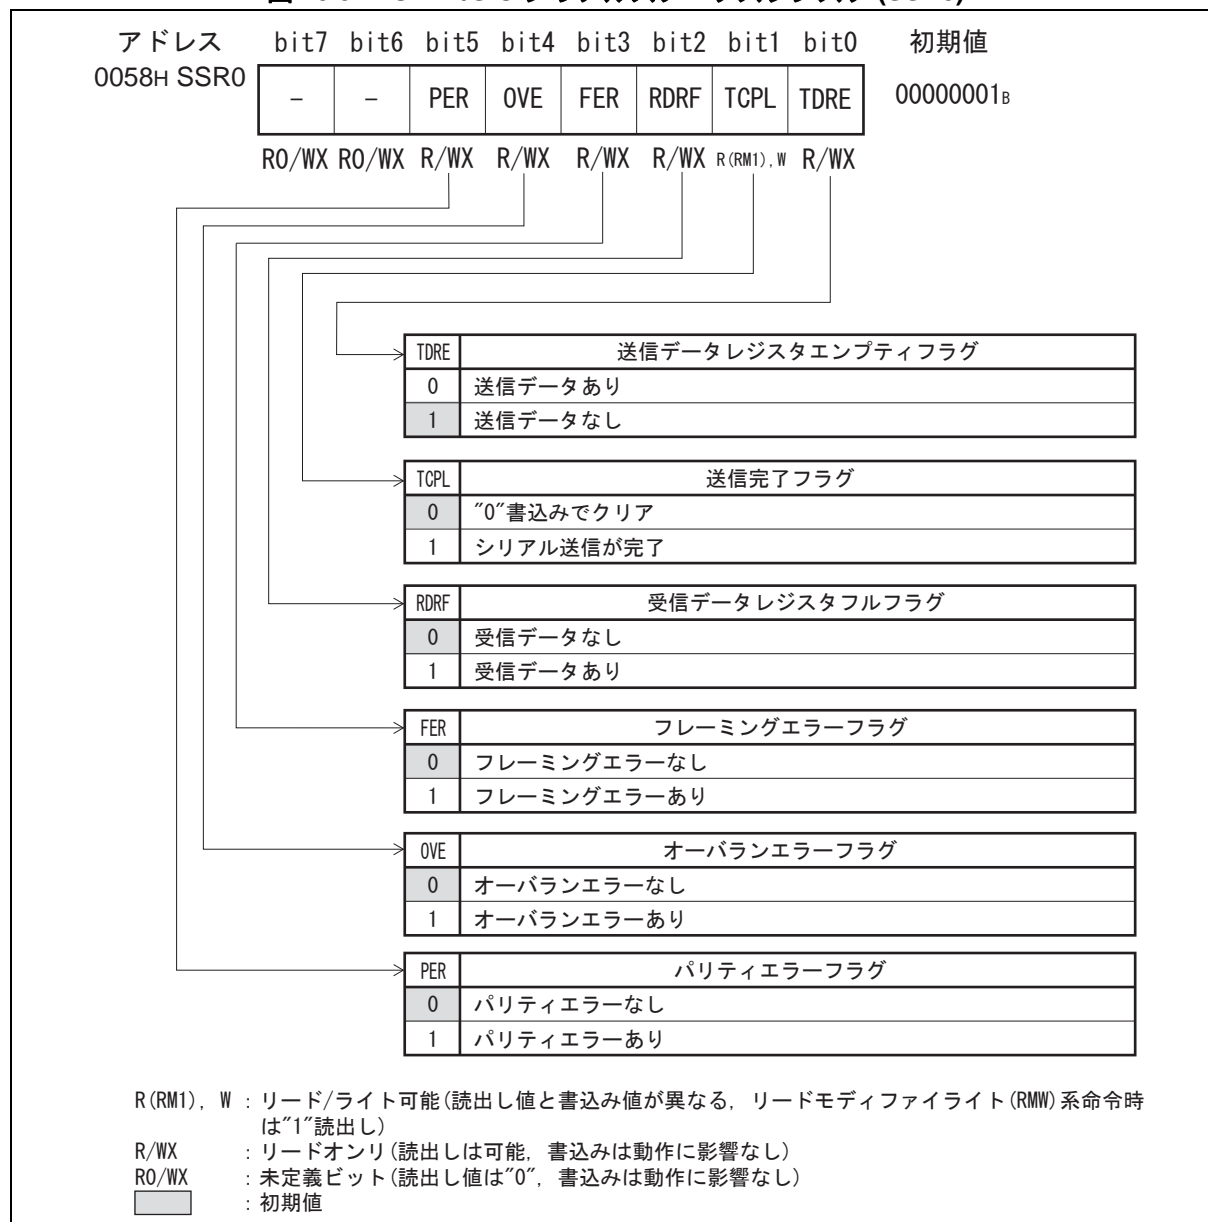 アドレス bit7 bit6 bit5 bit4 bit3 bit2 bit1 bit0 初期値
0058H SSR0 - - PER OVE FER RDRF TCPL TDRE 00000001B
R0/WX R0/WX R/WX R/WX R/WX R/WX R(RM1),W R/WX
TDRE 送信データレジスタエンプティフラグ
0 送信データあり
1 送信データなし
TCPL 送信完了フラグ
0 "0"書込みでクリア
1 シリアル送信が完了
RDRF 受信データレジスタフルフラグ
0 受信データなし
1 受信データあり
FER フレーミングエラーフラグ
0 フレーミングエラーなし
1 フレーミングエラーあり
OVE オーバランエラーフラグ
0 オーバランエラーなし
1 オーバランエラーあり
PER パリティエラーフラグ
0 パリティエラーなし
1 パリティエラーあり
R(RM1), W :リード/ライト可能(読出し値と書込み値が異なる, リードモディファイライト(RMW)系命令時
は"1"読出し)
R/WX :リードオンリ(読出しは可能, 書込みは動作に影響なし)
R0/WX :未定義ビット(読出し値は"0", 書込みは動作に影響なし)
:初期値